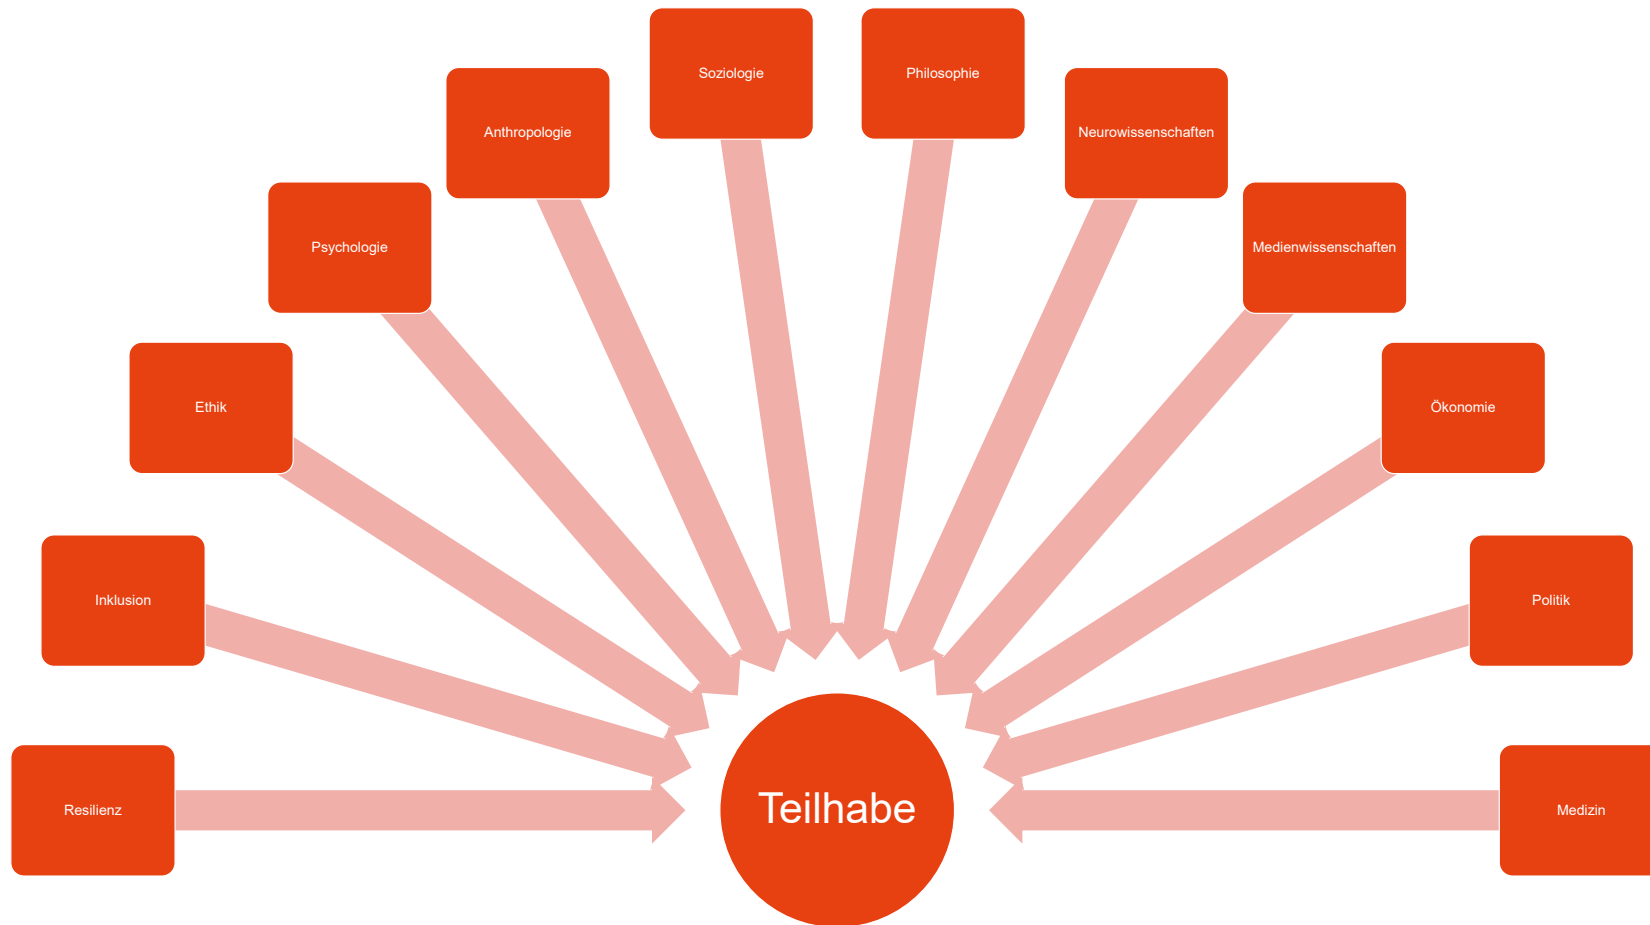 Soziologie
Philosophie
Anthropologie
Neurowissenschaften
Psychologie
Medienwissenschaften
Ethik
Ökonomie
Inklusion
Politik
Resilienz
Teilhabe
Medizin